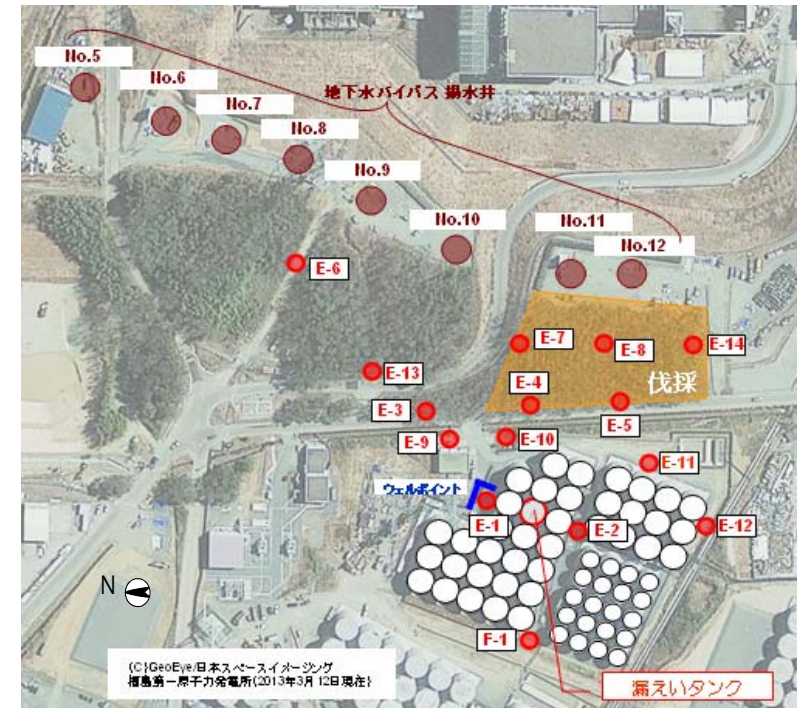 No.5
No.6
No.7
No.8
No.9
No.10
No.11
No.12
地下水バイパス 揚水井
E-6
E-7
E-8
E-14
E-13
E-4
伐採
E-3
E-5
E-9
E-10
E-11
ウェルポイント
E-1
E-2
E-12
N
F-1
(C)GeoEye/日本スペースイメージング
福島第一原子力発電所(2013年3月12日現在)
漏えいタンク